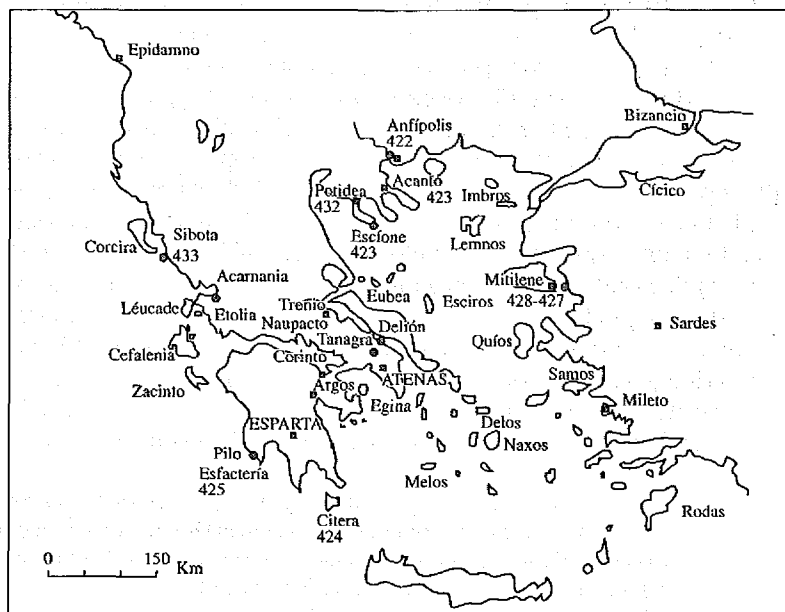 Epidamno
Bizancio
Anfípolis
422
Acanto
423
Potidea
432
Imbros
Cícico
Escíone
423
Lemnos
Corcira
Sibota
433
Acarnania
Eubea
Esciros
Mitilene
428-427
Léucade
Etolia
Trenio
Naupacto
Delión
Tanagra
Sardes
Quíos
Cefalenia
Corinto
ATENAS
Zacinto
Argos
Egina
Samos
Mileto
ESPARTA
Delos
Naxos
Pilo
Esfactería
425
Melos
Rodas
Citera
424
0 150 Km